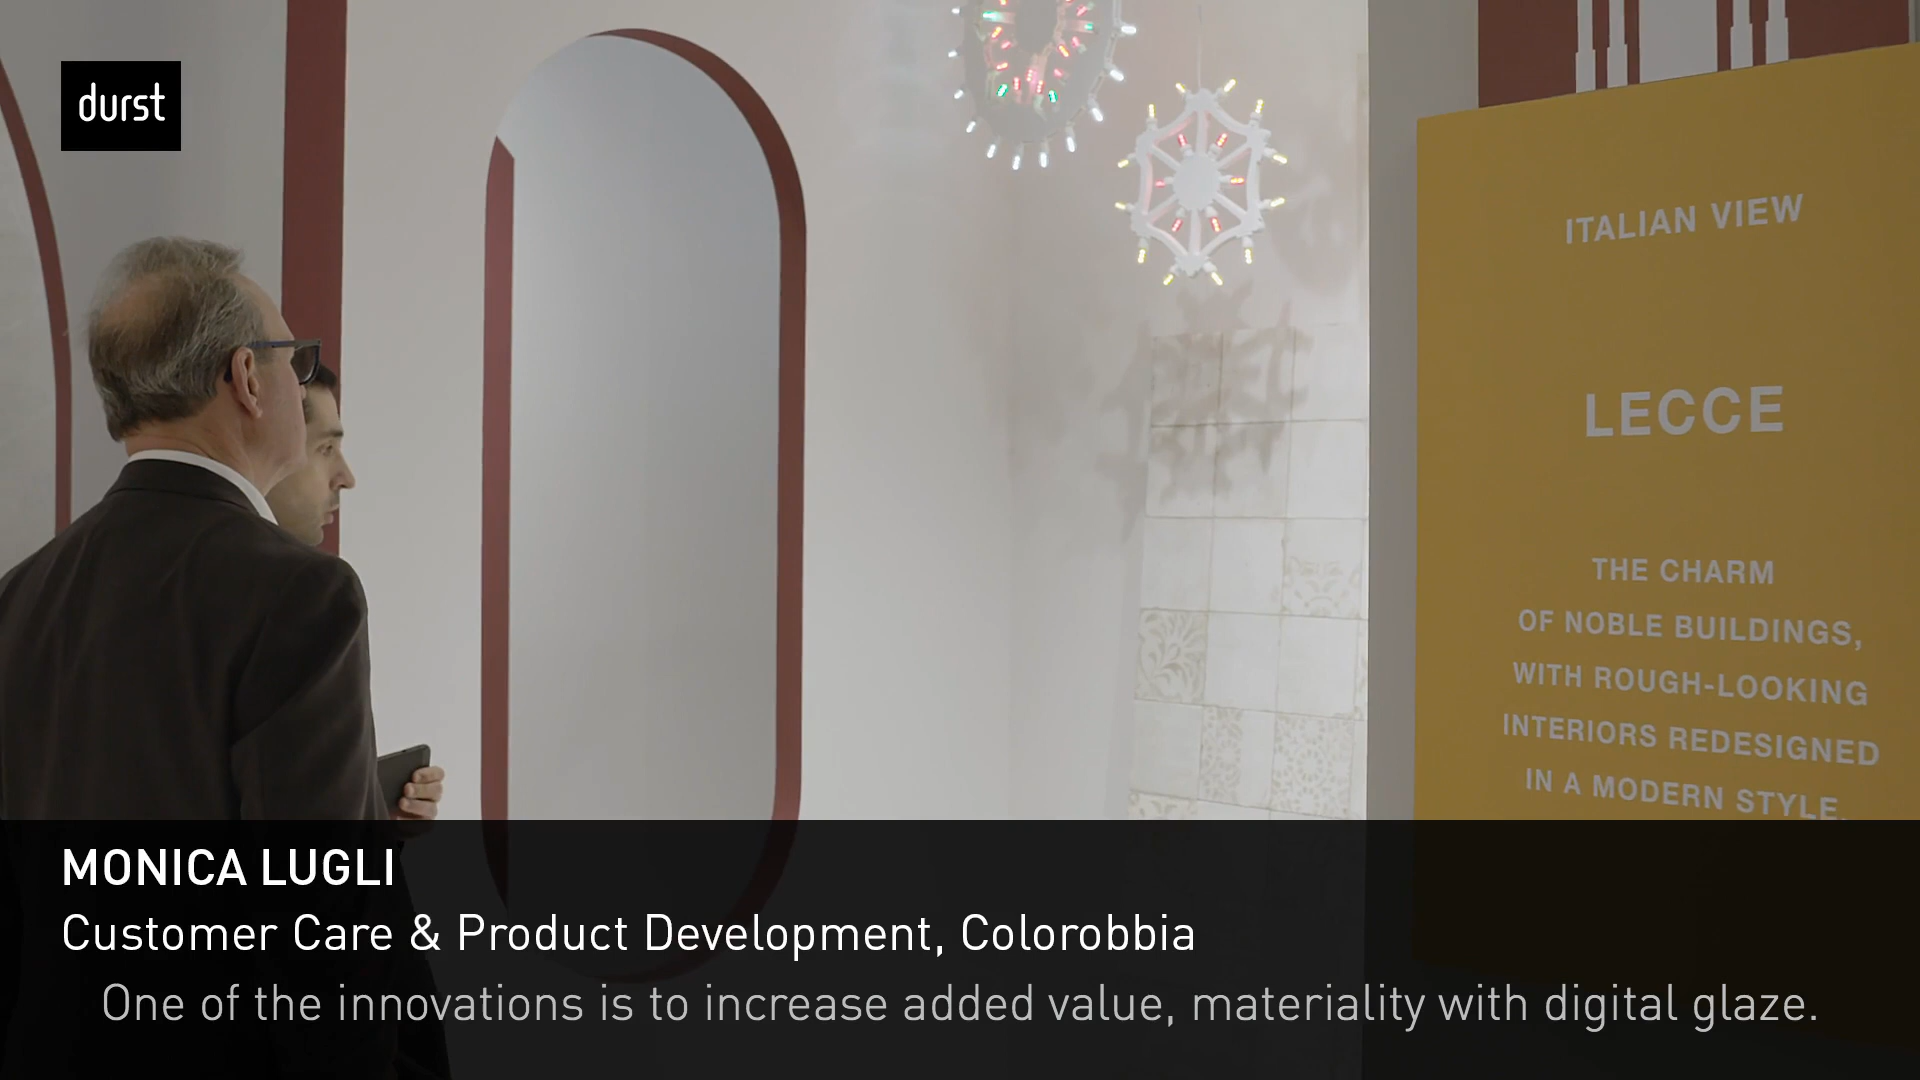 durst
ITALIAN VIEW
LECCE
THE CHARM
OF NOBLE BUILDINGS,
WITH ROUGH-LOOKING
INTERIORS REDESIGNED
IN A MODERN STYLE.
MONICA LUGLI
Customer Care & Product Development, Colorobbia
One of the innovations is to increase added value, materiality with digital glaze.